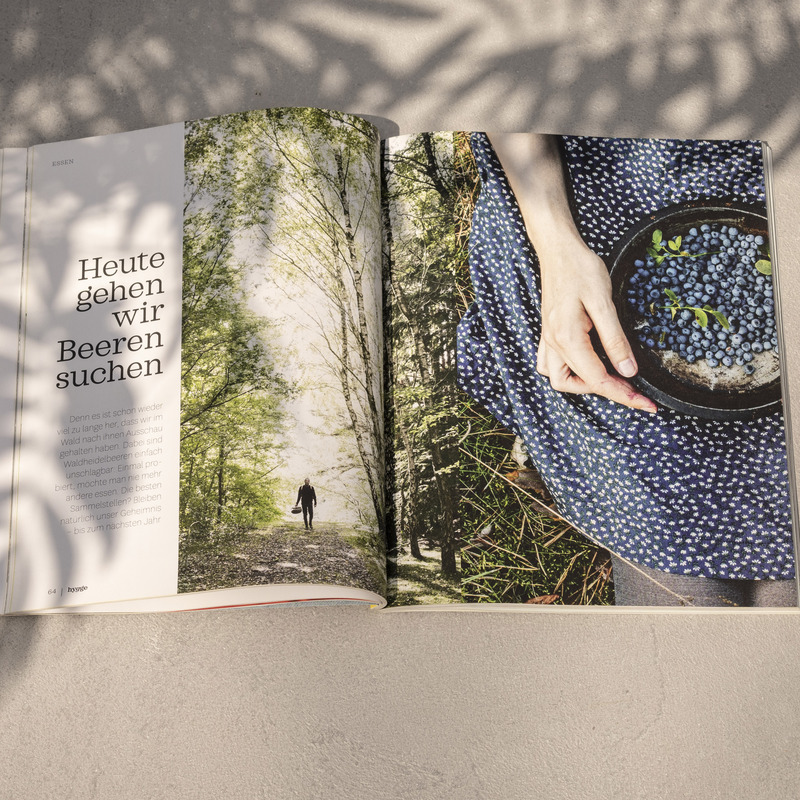 ESSEN
Heute
gehen
wir
Beeren
suchen
Denn es ist schon wieder
viel zu lange her, dass wir im
Wald nach ihnen Ausschau
gehalten haben. Dabei sind
Waldheidelbeeren einfach
unschlagbar. Einmal pro-
biert, möchte man nie mehr
andere essen. Die besten
Sammelstellen? Bleiben
natürlich unser Geheimnis
– bis zum nächsten Jahr
64 | hygge